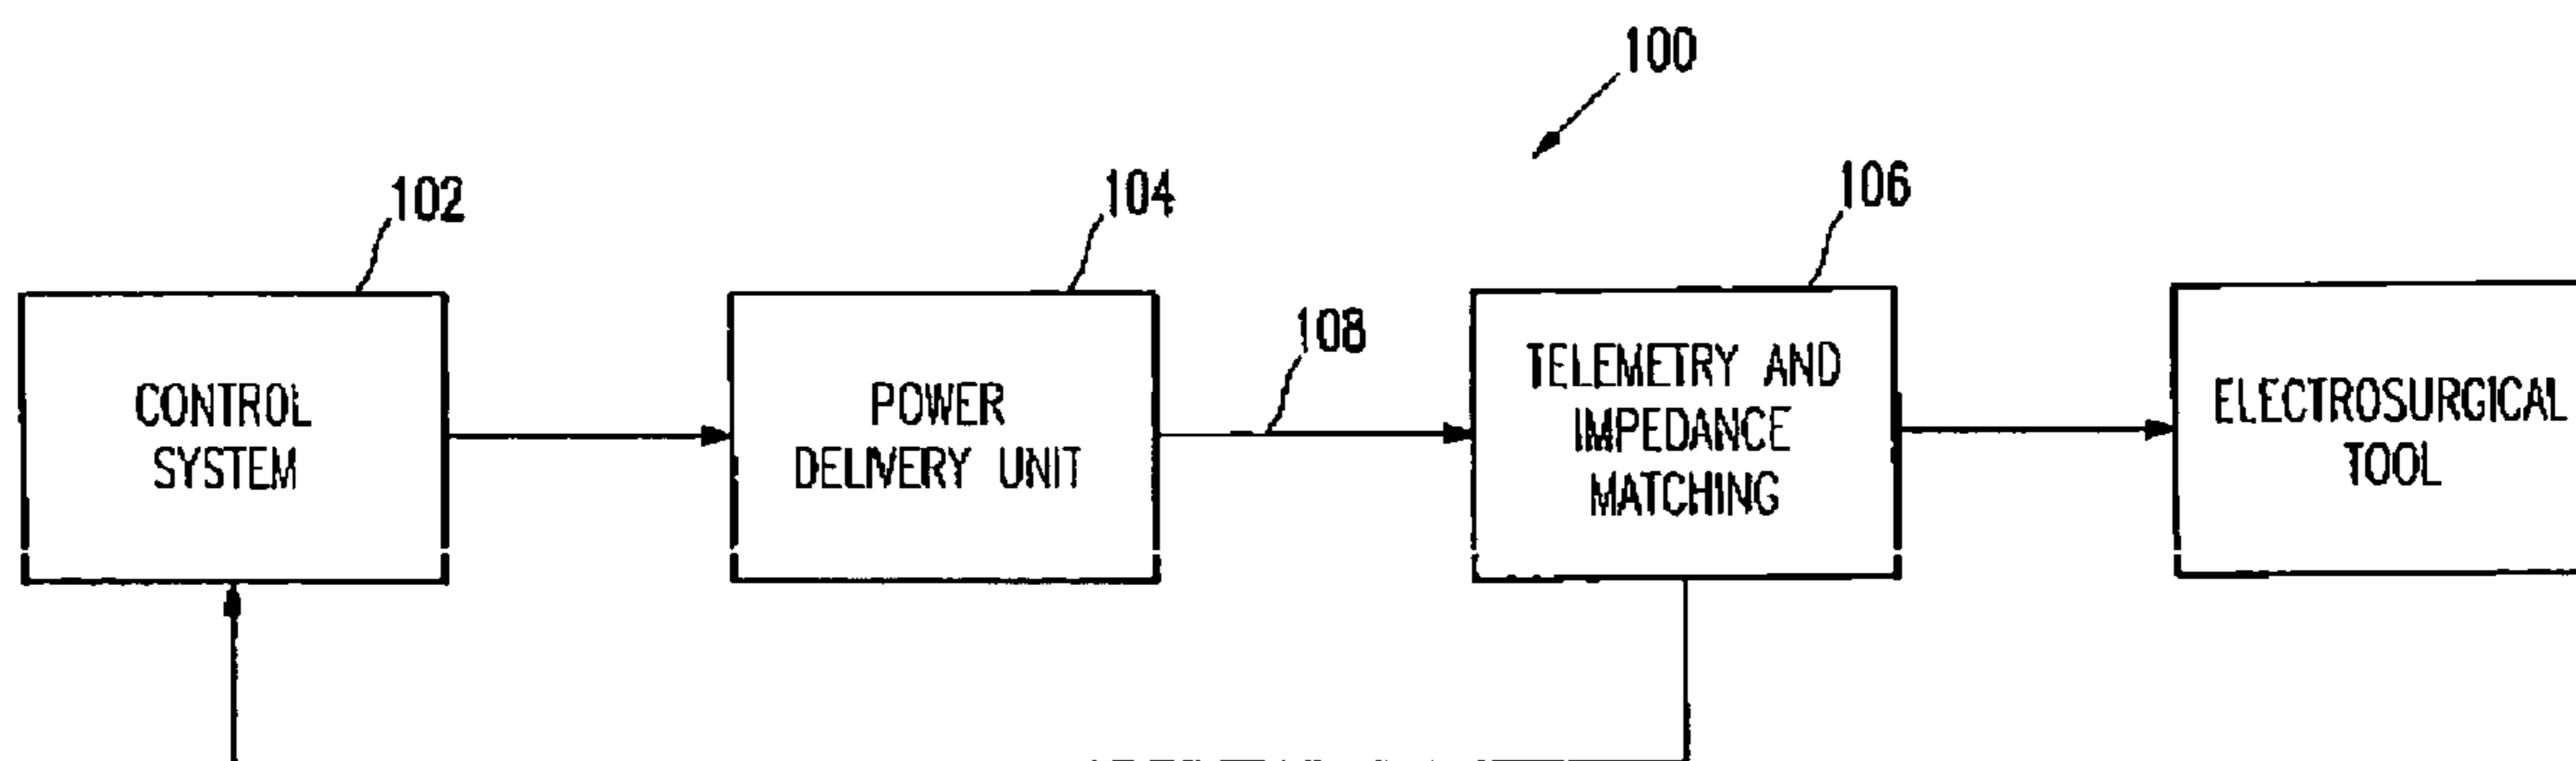 100
102
104
106
108
CONTROL
SYSTEM
POWER
DELIVERY UNIT
TELEMETRY AND
IMPEDANCE
MATCHING
ELECTROSURGICAL
TOOL